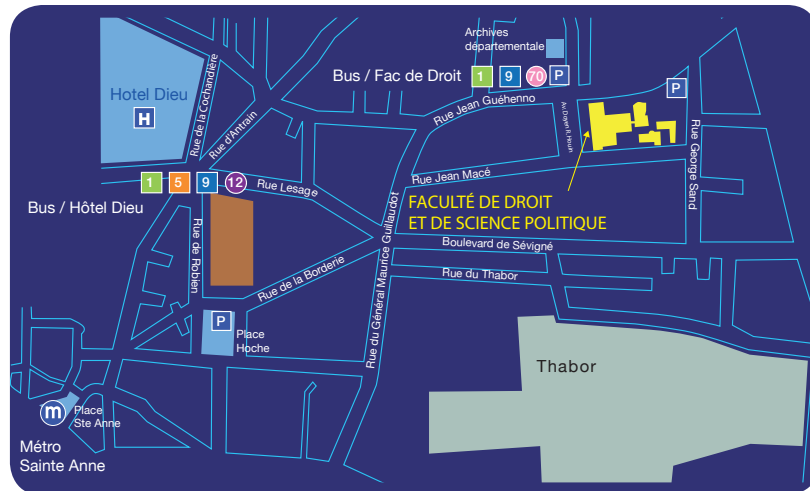 Archives
départementale
Bus / Fac de Droit
1
9
70
P
Hotel Dieu
H
Rue de la Cochardière
Rue d'Antrain
Rue Jean Guéhenno
P
Rue George Sand
Rue Jean Macé
1
5
9
12
Rue Lesage
Bus / Hôtel Dieu
FACULTÉ DE DROIT
ET DE SCIENCE POLITIQUE
Rue de Robien
Rue de la Borderie
Rue du Général Maurice Guillaudot
Boulevard de Sévigné
Rue du Thabor
P
Place
Hoche
Thabor
m
Place
Ste Anne
Métro
Sainte Anne